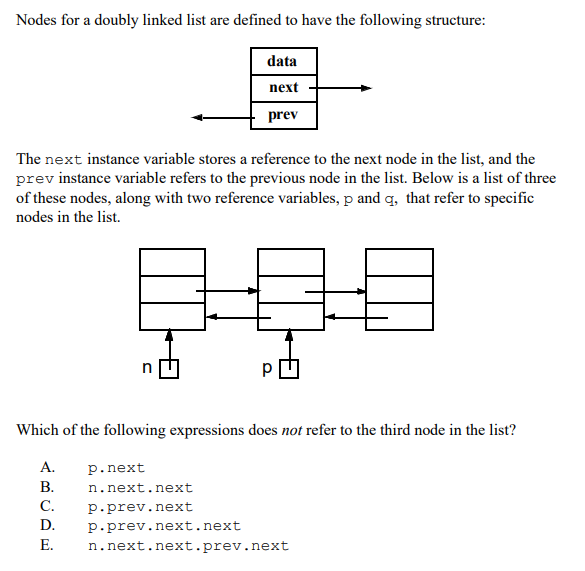 Nodes for a doubly linked list are defined to have the following structure:
data
next
prev
The next instance variable stores a reference to the next node in the list, and the
prev instance variable refers to the previous node in the list. Below is a list of three
of these nodes, along with two reference variables, p and q, that refer to specific
nodes in the list.
n
p
Which of the following expressions does not refer to the third node in the list?
A. p.next
B. n.next.next
C. p.prev.next
D. p.prev.next.next
E. n.next.next.prev.next